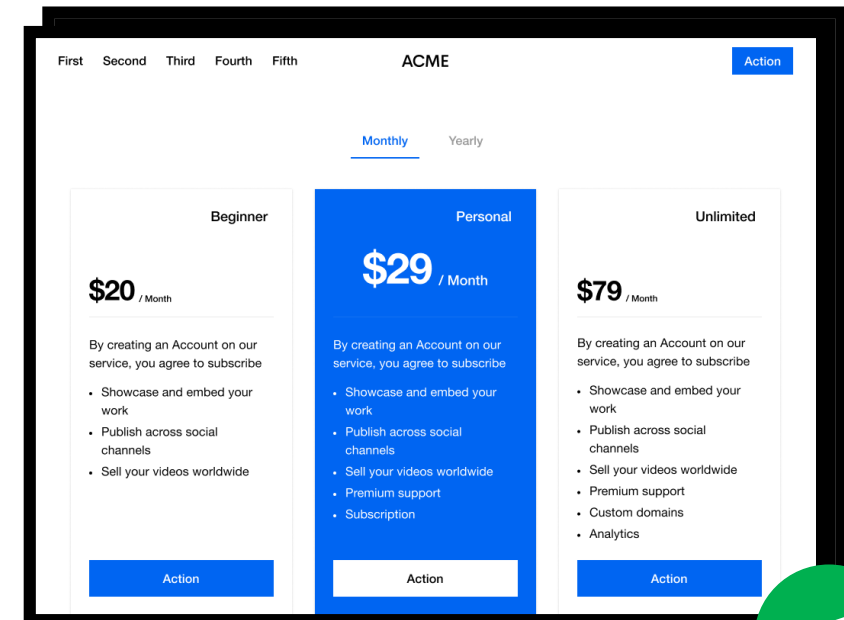 First Second Third Fourth Fifth
ACME
Action
Monthly Yearly
Beginner
$20 / Month
By creating an Account on our
service, you agree to subscribe
• Showcase and embed your
work
• Publish across social
channels
• Sell your videos worldwide
Action
Personal
$29 / Month
By creating an Account on our
service, you agree to subscribe
• Showcase and embed your
work
• Publish across social
channels
• Sell your videos worldwide
• Premium support
• Subscription
Action
Unlimited
$79 / Month
By creating an Account on our
service, you agree to subscribe
• Showcase and embed your
work
• Publish across social
channels
• Sell your videos worldwide
• Premium support
• Custom domains
• Analytics
Action